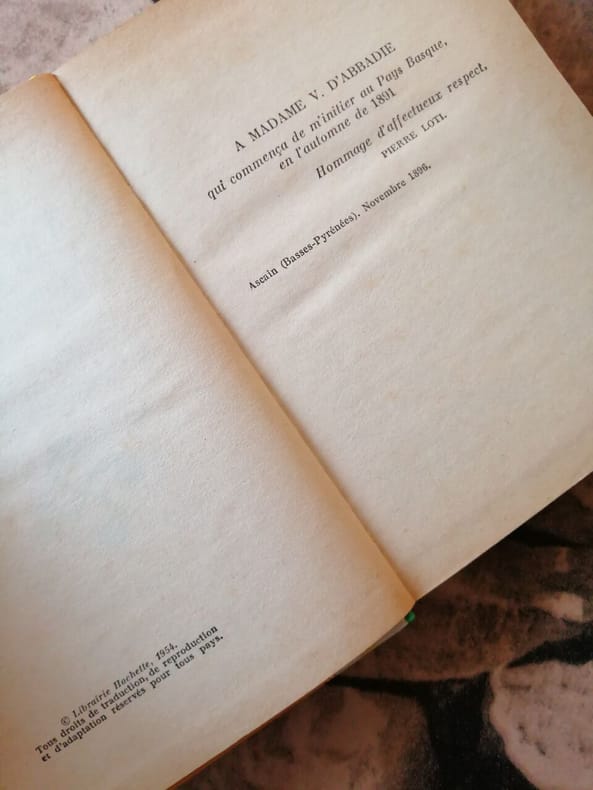 © Librairie Hachette, 1954.
Tous droits de traduction, de reproduction
et d'adaptation réservés pour tous pays.
A MADAME V. D'ABBADIE
qui commença de m'initier au Pays Basque,
en l'automne de 1891
Hommage d'affectueux respect.
PIERRE LOTI.
Ascain (Basses-Pyrénées), Novembre 1896.